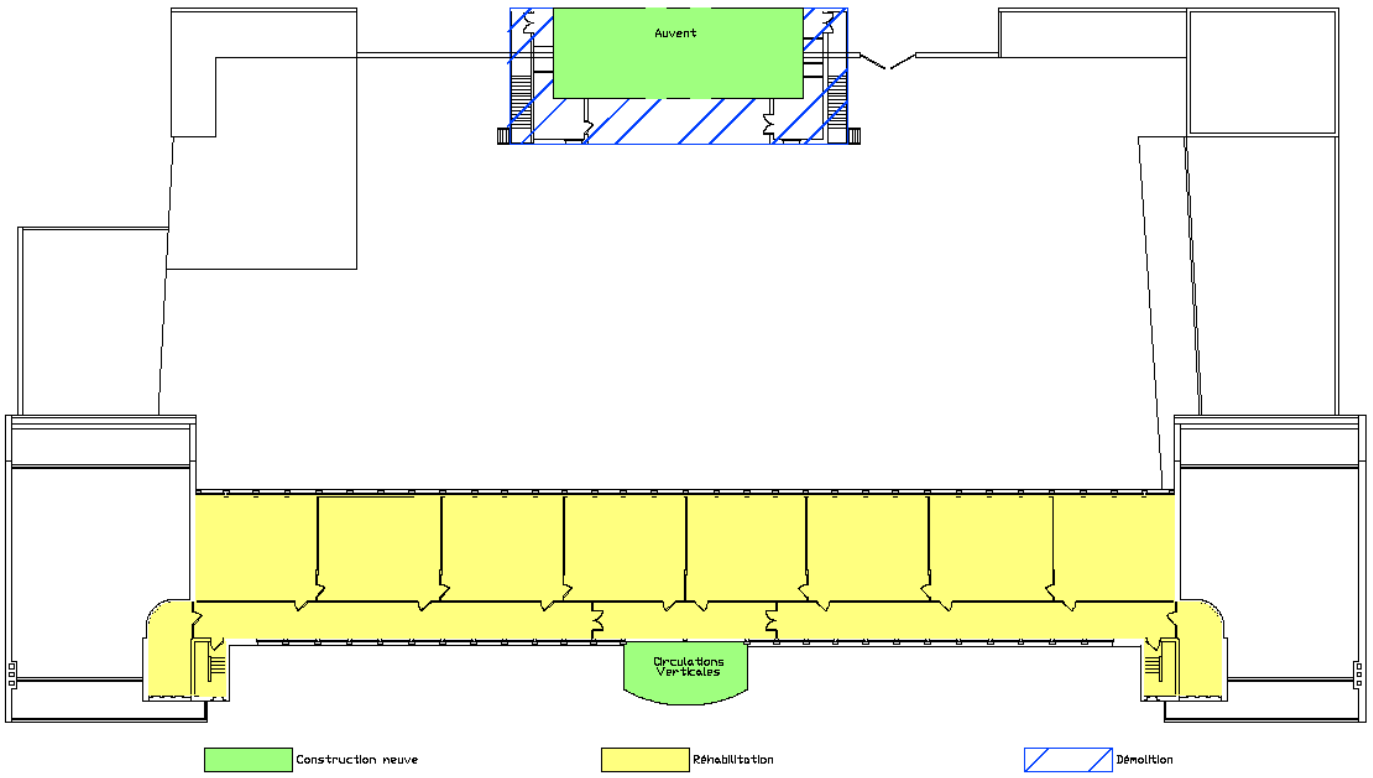 Auvent
Circulations
Verticales
Construction neuve
Réhabilitation
Démolition